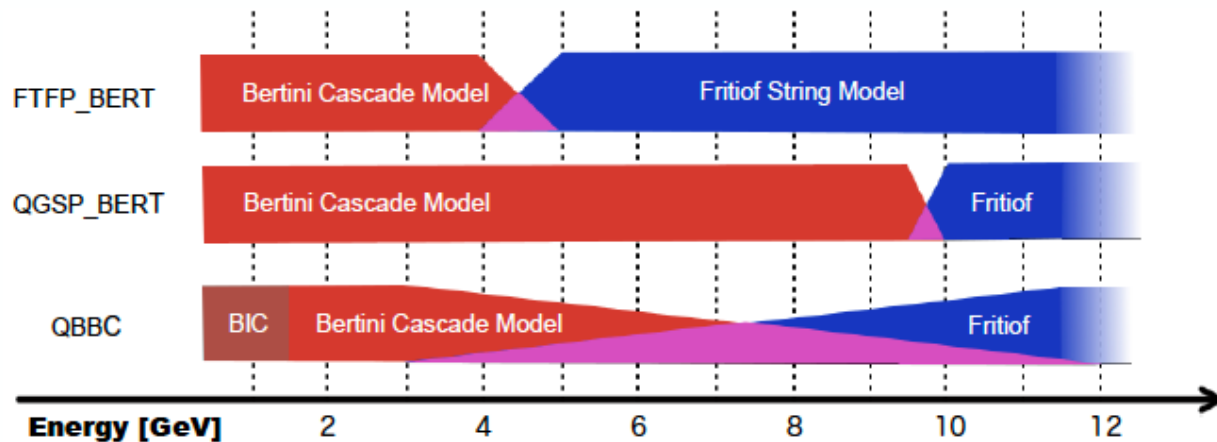 FTFP_BERT Bertini Cascade Model Fritiof String Model
QGSP_BERT Bertini Cascade Model Fritiof
QBBC BIC Bertini Cascade Model Fritiof
Energy [GeV] 2 4 6 8 10 12